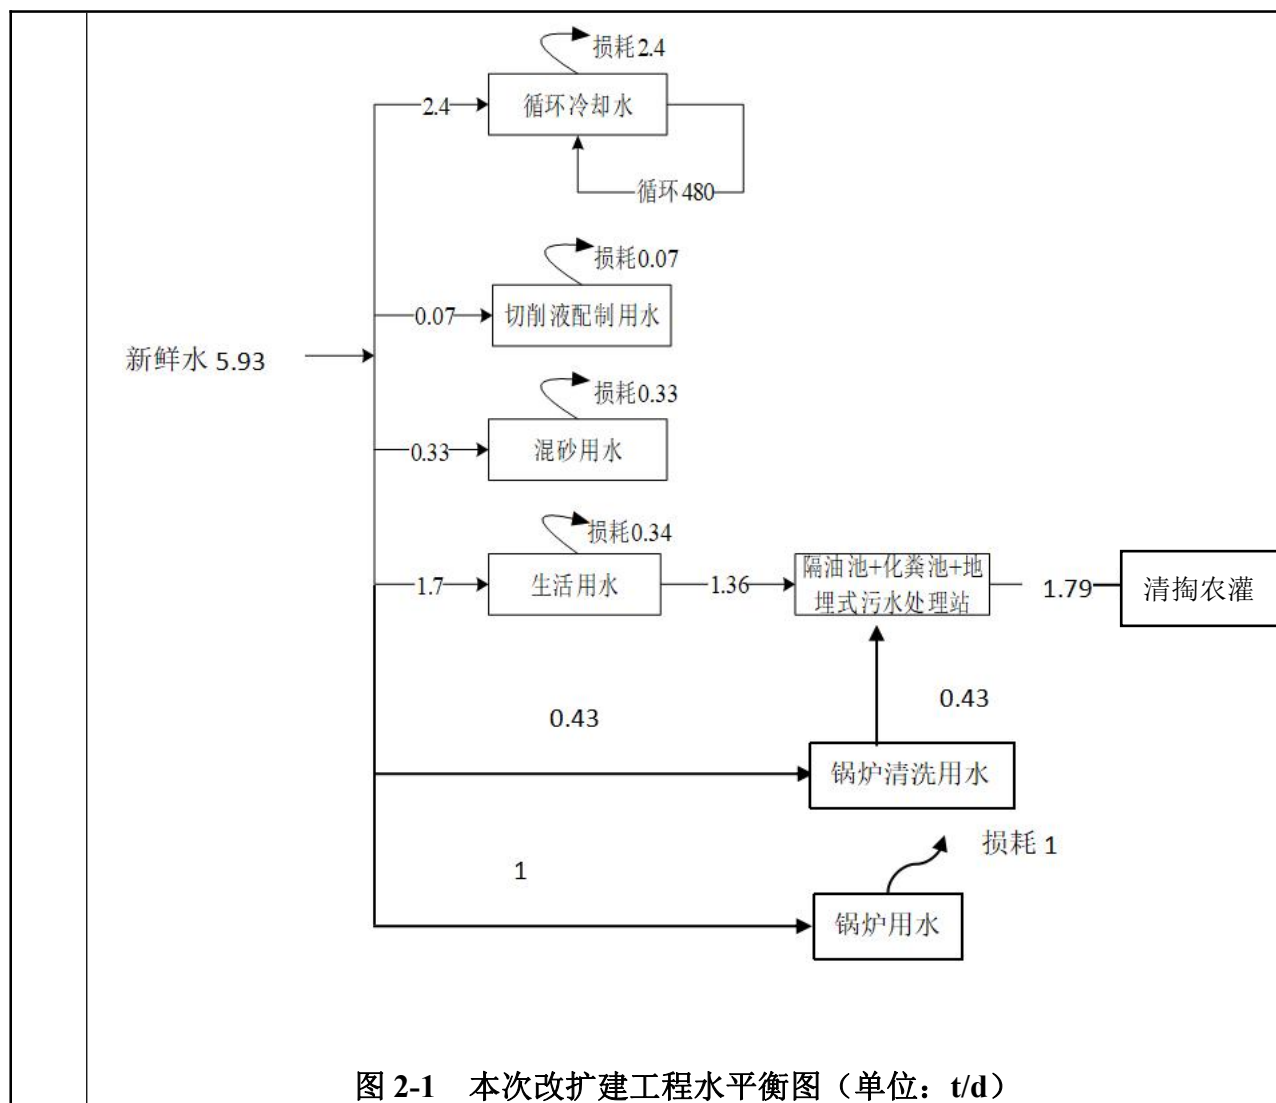 损耗2.4
2.4
循环冷却水
循环480
损耗0.07
0.07
切削液配制用水
新鲜水 5.93
损耗0.33
0.33
混砂用水
损耗0.34
1.7
生活用水
1.36
隔油池+化粪池+地
埋式污水处理站
1.79
清掏农灌
0.43
0.43
锅炉清洗用水
损耗 1
1
锅炉用水
图 2-1 本次改扩建工程水平衡图（单位：t/d）